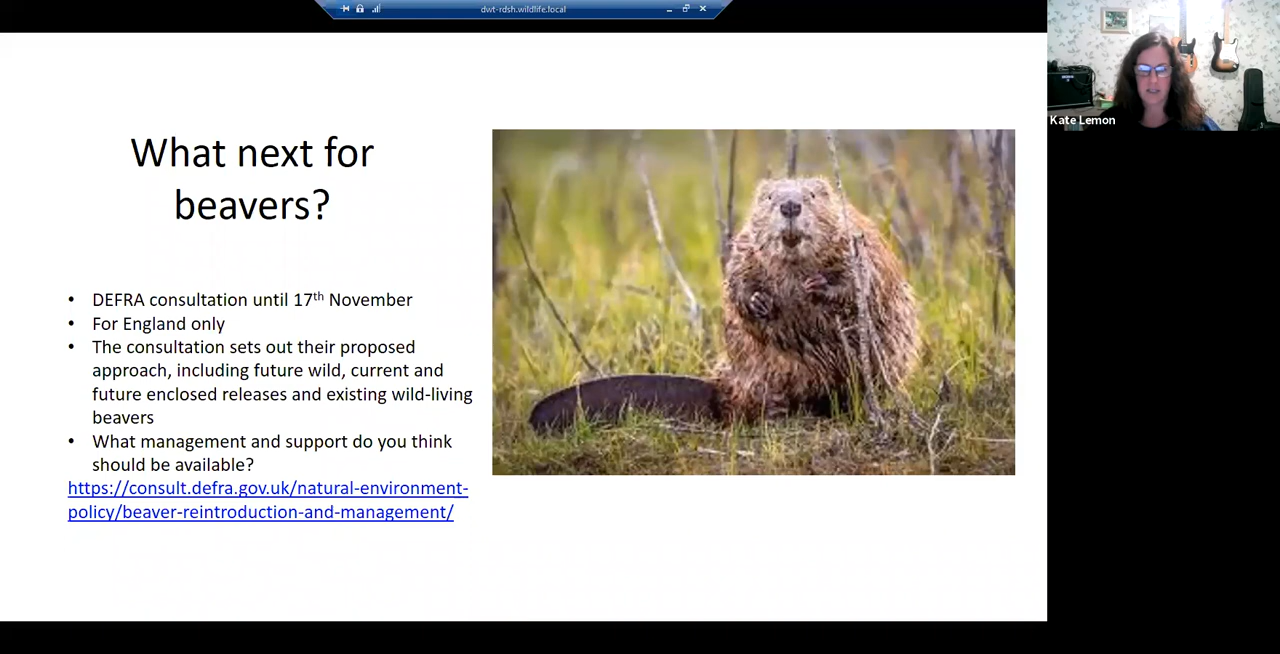 dwt-rdsh.wildlife.local
Kate Lemon
What next for
beavers?
• DEFRA consultation until 17th November
• For England only
• The consultation sets out their proposed
approach, including future wild, current and
future enclosed releases and existing wild-living
beavers
• What management and support do you think
should be available?
https://consult.defra.gov.uk/natural-environment-
policy/beaver-reintroduction-and-management/